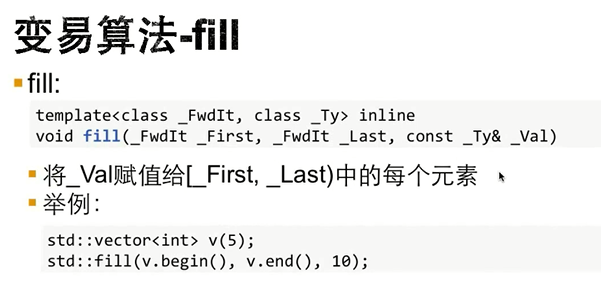 变易算法-fill
fill:
template<class _FwdIt, class _Ty> inline
void fill(_FwdIt _First, _FwdIt _Last, const _Ty& _Val)
将_Val赋值给[_First, _Last)中的每个元素
举例：
std::vector<int> v(5);
std::fill(v.begin(), v.end(), 10);